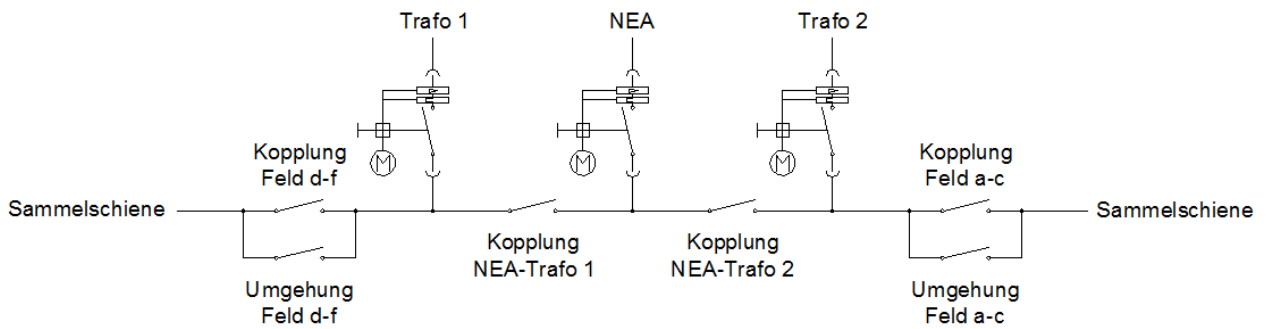 Trafo 1
NEA
Trafo 2
M
M
M
Kopplung
Feld d-f
Kopplung
Feld a-c
Sammelschiene
Sammelschiene
Kopplung
NEA-Trafo 1
Kopplung
NEA-Trafo 2
Umgehung
Feld d-f
Umgehung
Feld a-c